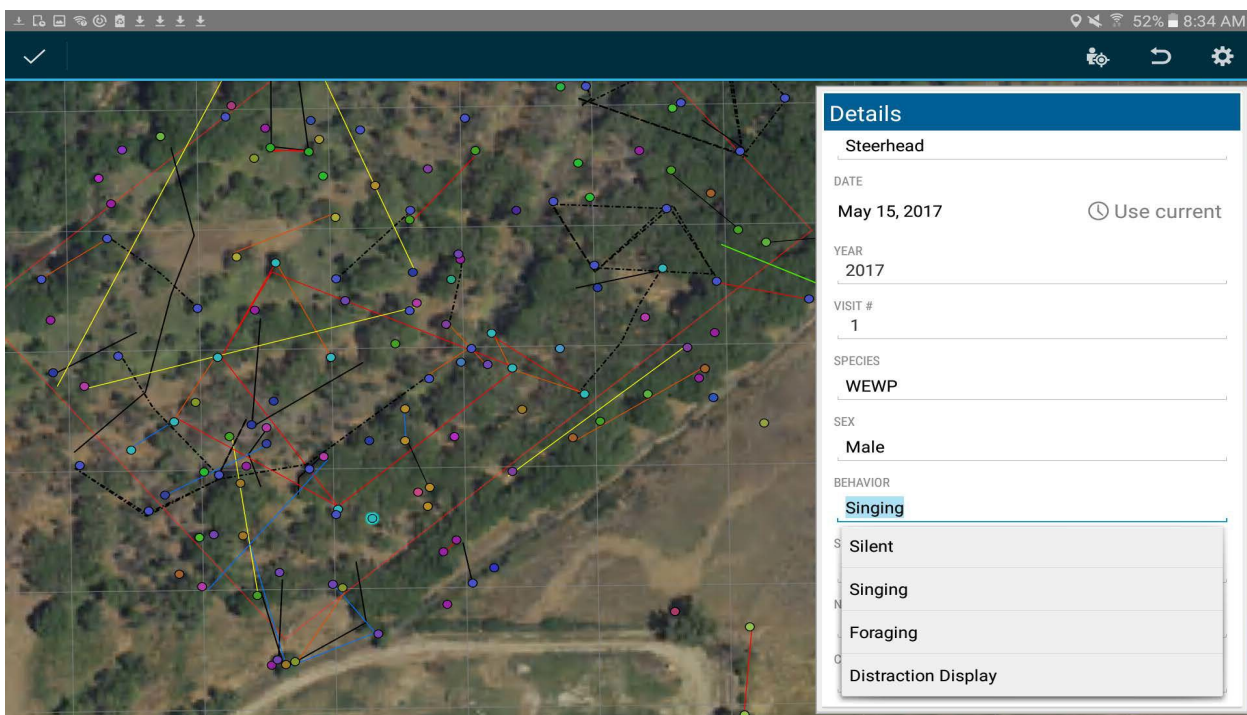 52% 8:34 AM
Details
Steerhead
DATE
May 15, 2017
Use current
YEAR
2017
VISIT #
1
SPECIES
WEWP
SEX
Male
BEHAVIOR
Singing
S
Silent
Singing
N
Foraging
C
Distraction Display